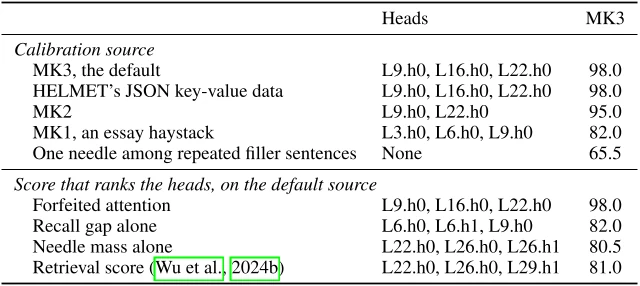 Heads MK3
Calibration source
MK3, the default L9.h0, L16.h0, L22.h0 98.0
HELMET's JSON key-value data L9.h0, L16.h0, L22.h0 98.0
MK2 L9.h0, L22.h0 95.0
MK1, an essay haystack L3.h0, L6.h0, L9.h0 82.0
One needle among repeated filler sentences None 65.5
Score that ranks the heads, on the default source
Forfeited attention L9.h0, L16.h0, L22.h0 98.0
Recall gap alone L6.h0, L6.h1, L9.h0 82.0
Needle mass alone L22.h0, L26.h0, L26.h1 80.5
Retrieval score (Wu et al., 2024b) L22.h0, L26.h0, L29.h1 81.0